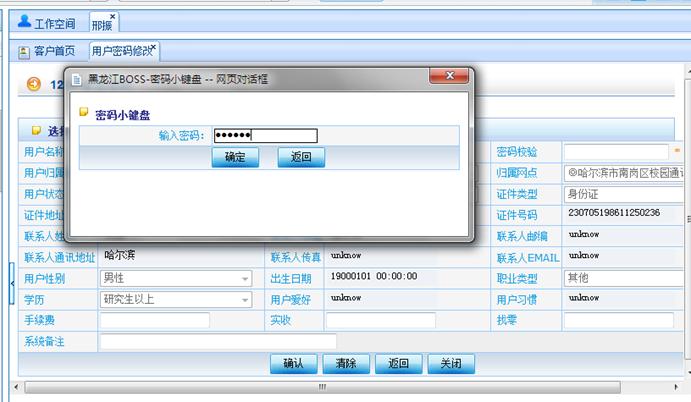 工作空间
邢振
客户首页
用户密码修改
黑龙江BOSS-密码小键盘 -- 网页对话框
密码小键盘
输入密码:
确定
返回
12
选择
用户名称
密码校验
用户归属
归属网点
◎哈尔滨市南岗区校园通讯
用户状态
证件类型
身份证
证件地址
证件号码
230705198611250236
联系人姓
联系人邮编
unknow
联系人通讯地址
哈尔滨
联系人传真
unknow
联系人EMAIL
unknow
用户性别
男性
出生日期
19000101 00:00:00
职业类型
其他
学历
研究生以上
用户爱好
unknow
用户习惯
unknow
手续费
实收
找零
系统备注
确认
清除
返回
关闭